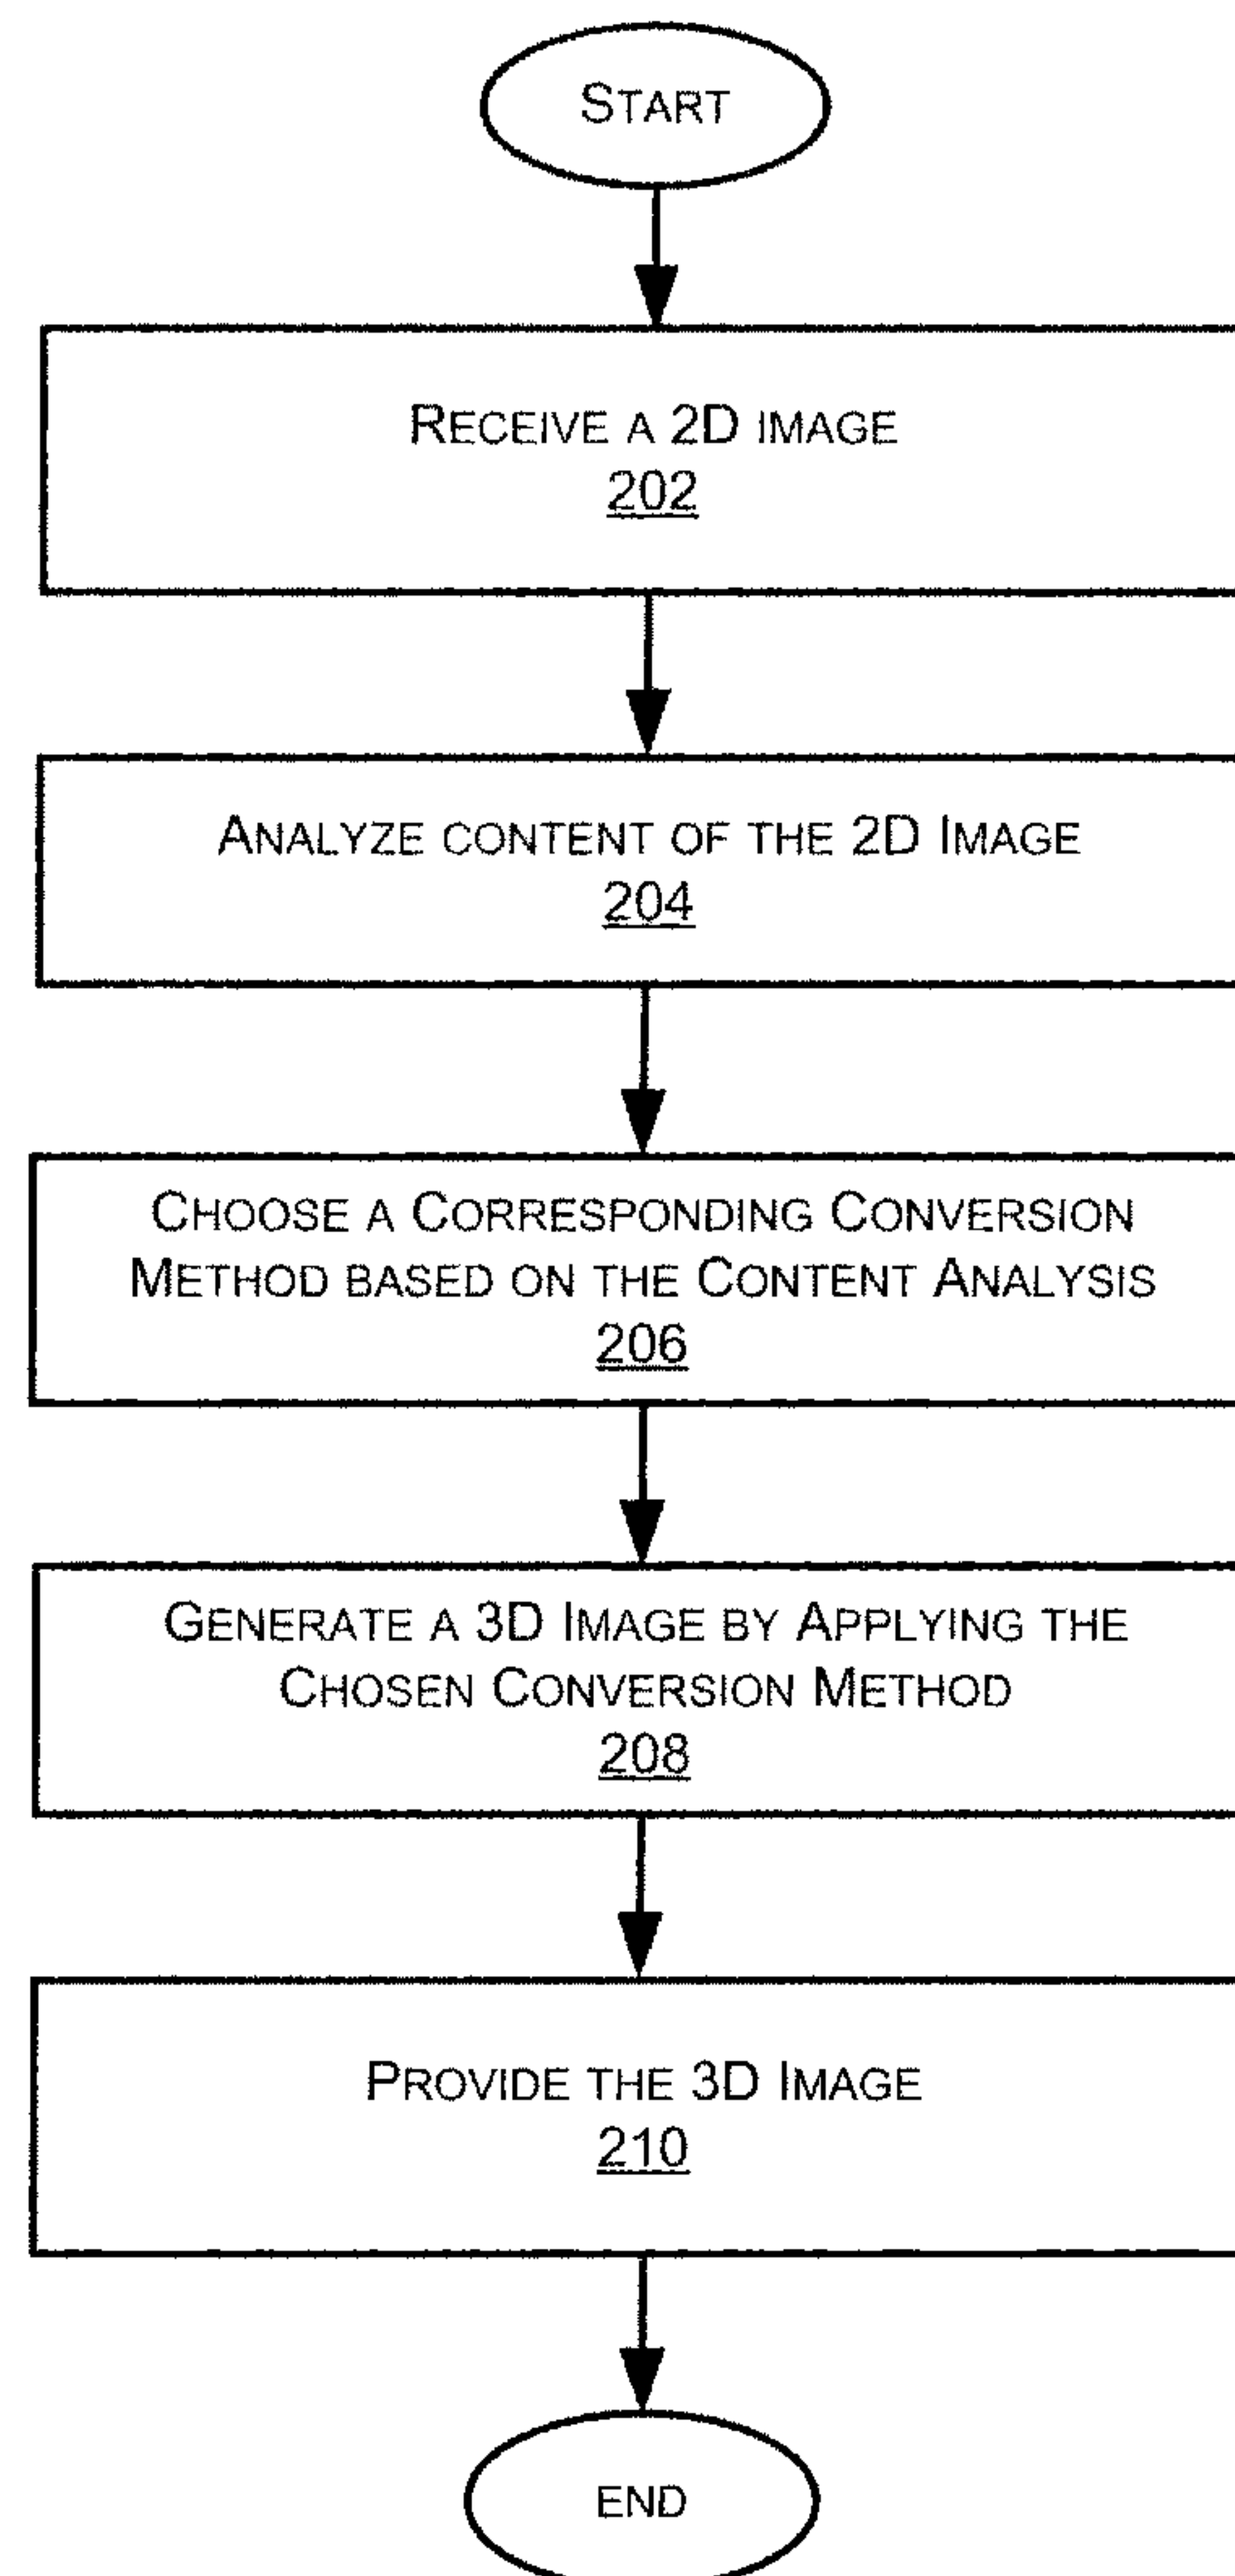 START
RECEIVE A 2D IMAGE
202
ANALYZE CONTENT OF THE 2D IMAGE
204
CHOOSE A CORRESPONDING CONVERSION
METHOD BASED ON THE CONTENT ANALYSIS
206
GENERATE A 3D IMAGE BY APPLYING THE
CHOSEN CONVERSION METHOD
208
PROVIDE THE 3D IMAGE
210
END